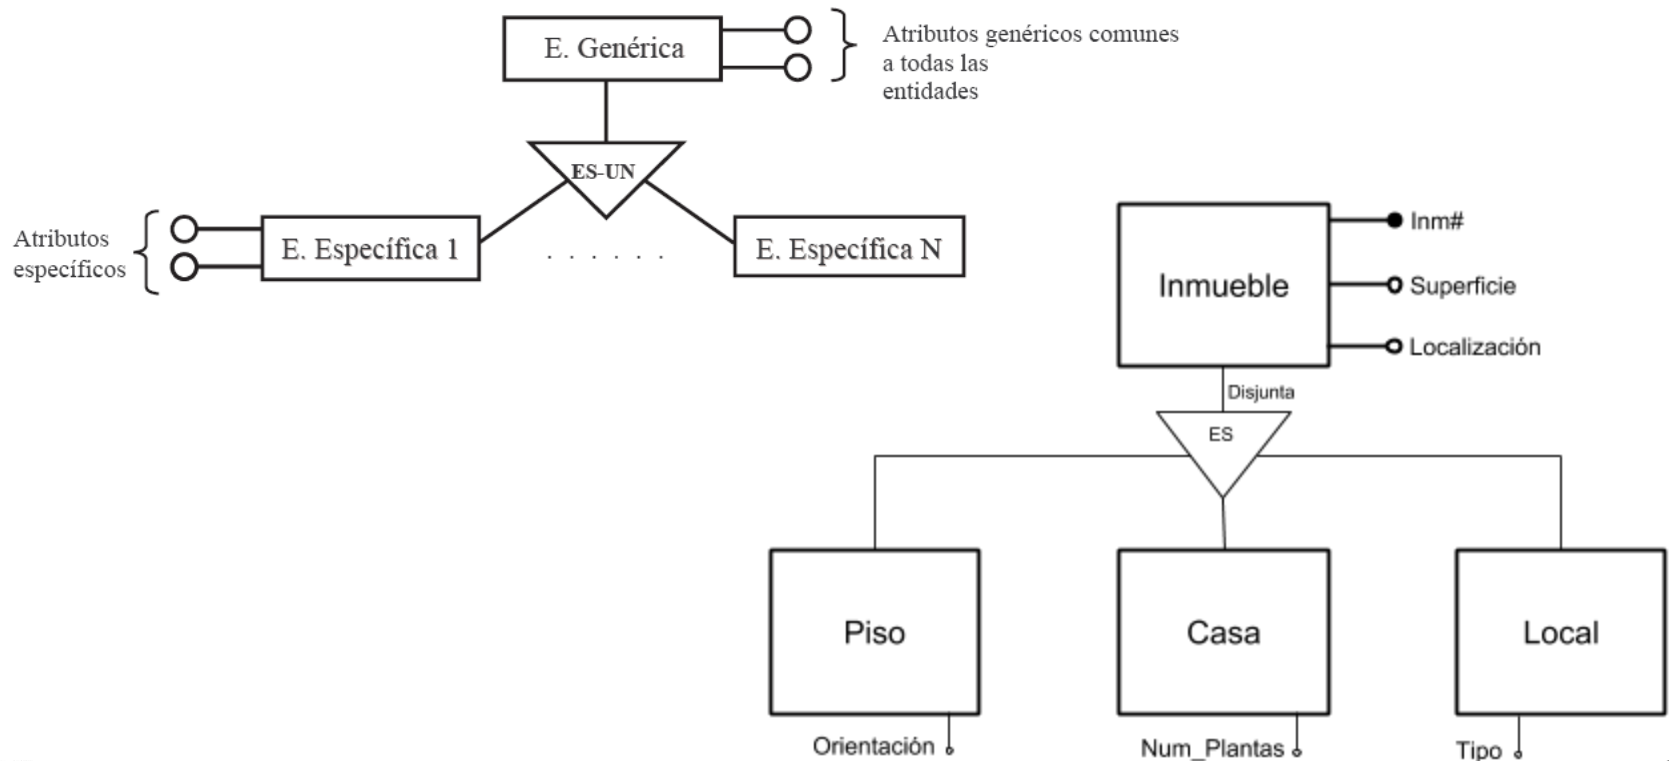 E. Genérica
Atributos genéricos comunes
a todas las
entidades
ES-UN
Atributos
específicos
E. Específica 1
. . . . . .
E. Específica N
Inmueble
Inm#
Superficie
Localización
Disjunta
ES
Piso
Casa
Local
Orientación
Num_Plantas
Tipo